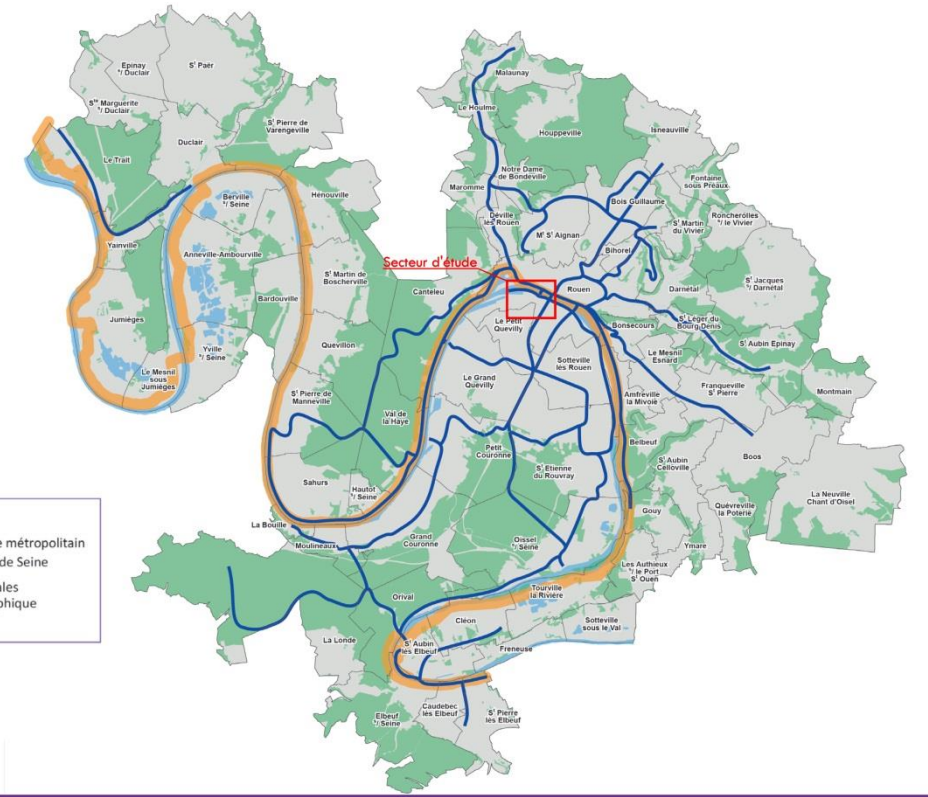 Epinay
s/ Duclair
St Paër
Ste Marguerite
s/ Duclair
Duclair
St Pierre de
Varengeville
Le Trait
Yainville
Jumièges
Le Mesnil
sous
Jumièges
Berville
s/ Seine
Anneville-Ambourville
Yville
s/ Seine
Bardouville
Hénouville
St Martin de
Boscherville
Quevillon
St Pierre de
Manneville
Sahurs
Hautot
s/ Seine
Val de
la Haye
Canteleu
Secteur d'étude
Malaunay
Le Houlme
Houppeville
Isneauville
Notre Dame
de Bondeville
Maromme
Déville
lès Rouen
Mt St Aignan
Bois Guillaume
Bihorel
Fontaine
sous Préaux
St Martin
du Vivier
Roncherolles
s/ le Vivier
Darnétal
St Jacques
s/ Darnétal
Rouen
Le Petit
Quevilly
Bonsecours
St Léger du
Bourg Denis
St Aubin Epinay
Le Mesnil
Esnard
Franqueville
St Pierre
Montmain
Sotteville
lès Rouen
Le Grand
Quevilly
Amfreville
la Mivoie
Belbeuf
St Aubin
Celloville
Boos
La Neuville
Chant d'Oisel
Quévreville
la Poterie
Gouy
Ymare
Les Authieux
s/ le Port
St Ouen
Petit
Couronne
St Etienne
du Rouvray
Oissel
s/ Seine
Grand
Couronne
La Bouille
Moulineaux
Orival
Tourville
la Rivière
Cléon
Sotteville
sous le Val
Freneuse
St Aubin
lès Elbeuf
La Londe
Elbeuf
s/ Seine
Caudebec
lès Elbeuf
St Pierre
lès Elbeuf
métropolitain
de Seine